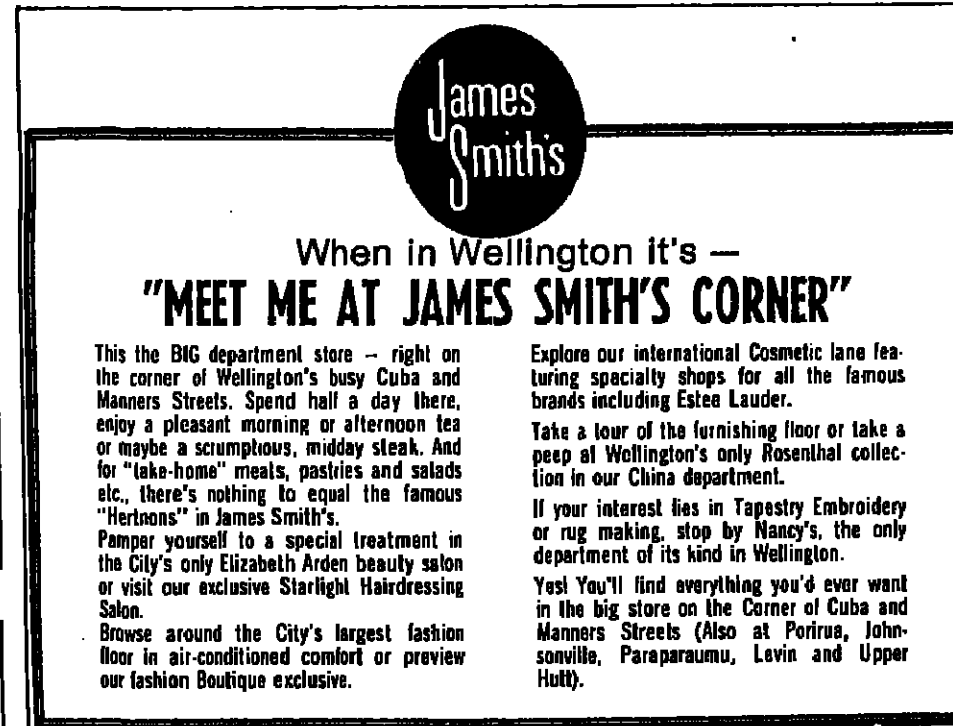 James
Smith's
When in Wellington it's —
"MEET ME AT JAMES SMITH'S CORNER"
This the BIG department store — right on
the corner of Wellington's busy Cuba and
Manners Streets. Spend half a day there,
enjoy a pleasant morning or afternoon tea
or maybe a scrumptious, midday steak. And
for "take-home" meals, pastries and salads
etc., there's nothing to equal the famous
"Hertnons" in James Smith's.
Pamper yourself to a special treatment in
the City's only Elizabeth Arden beauty salon
or visit our exclusive Starlight Hairdressing
Salon.
Browse around the City's largest fashion
floor in air-conditioned comfort or preview
our fashion Boutique exclusive.
Explore our international Cosmetic lane fea-
turing specialty shops for all the famous
brands including Estee Lauder.
Take a tour of the furnishing floor or take a
peep at Wellington's only Rosenthal collec-
tion in our China department.
If your interest lies in Tapestry Embroidery
or rug making, stop by Nancy's, the only
department of its kind in Wellington.
Yes! You'll find everything you'd ever want
in the big store on the Corner of Cuba and
Manners Streets (Also at Porirua, John-
sonville, Paraparaumu, Levin and Upper
Hutt).